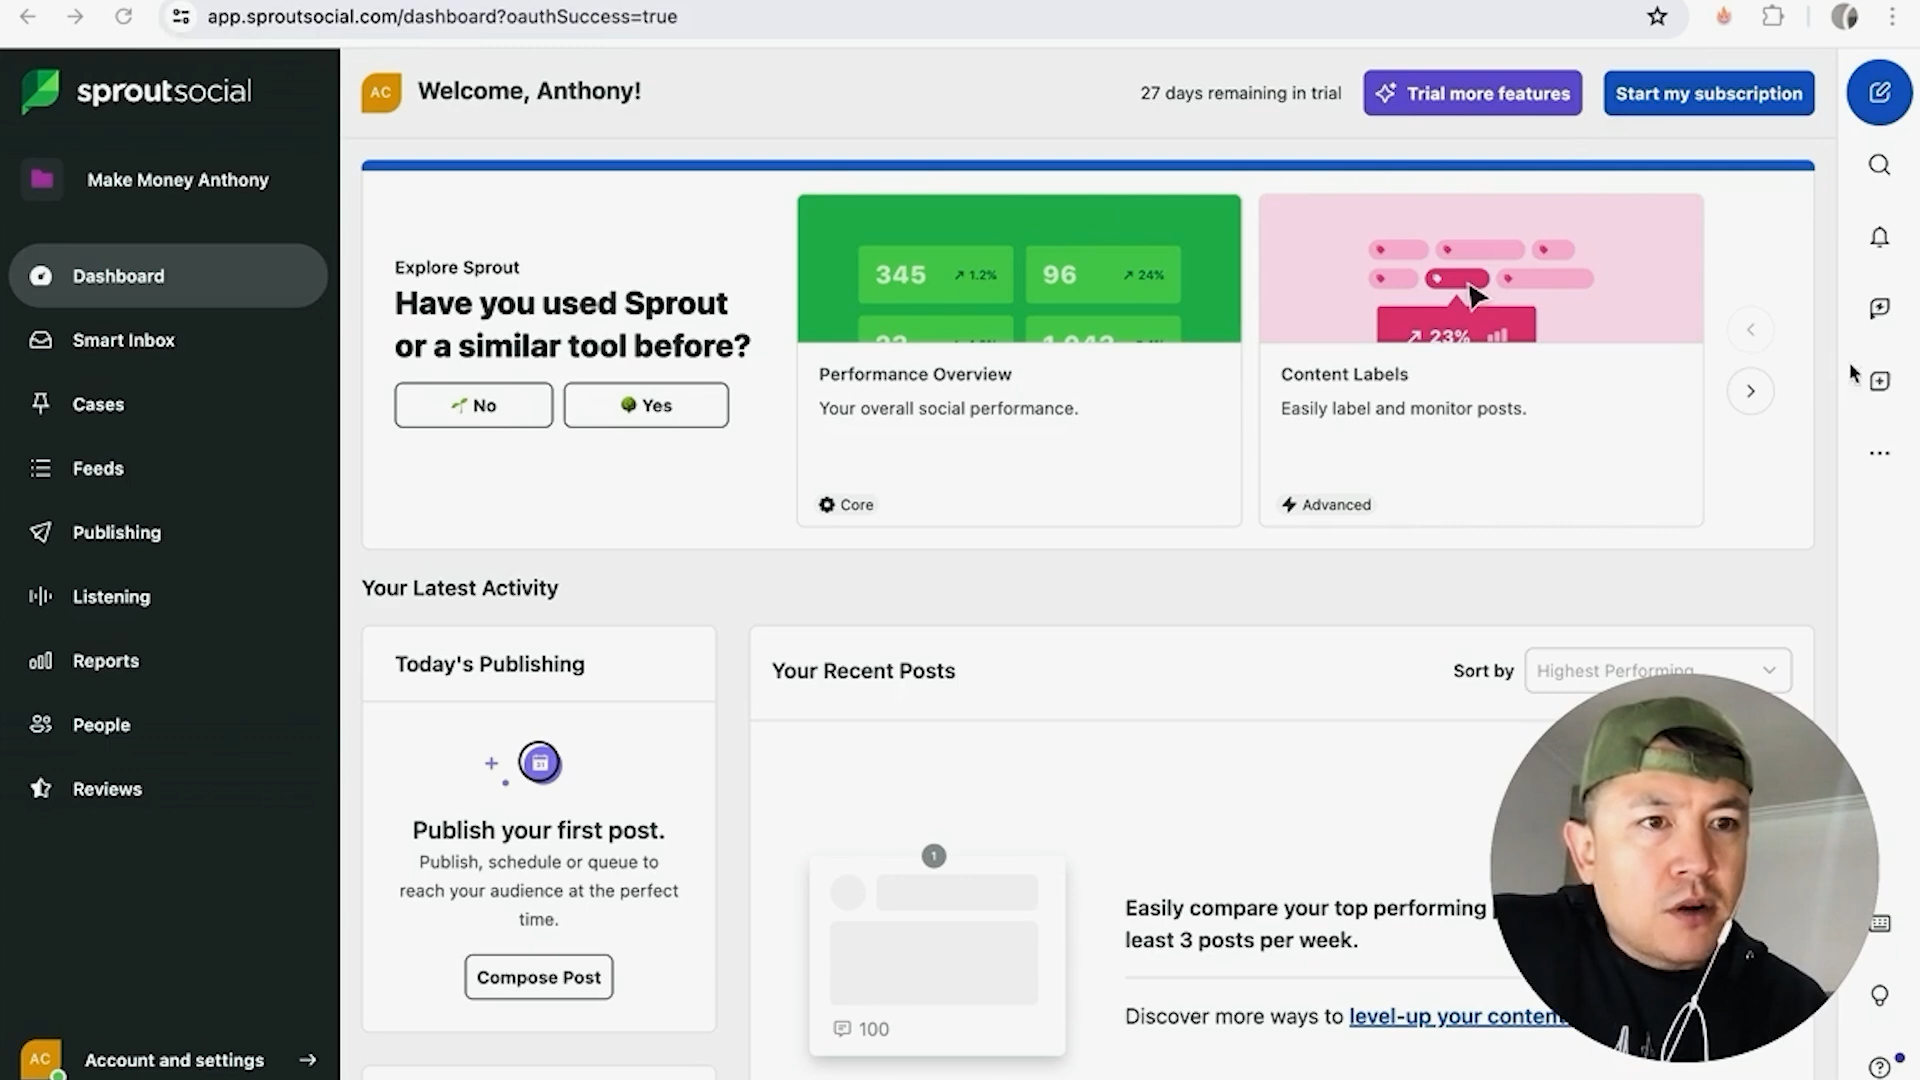 app.sproutsocial.com/dashboard?oauthSuccess=true
sproutsocial
Make Money Anthony
Dashboard
Smart Inbox
Cases
Feeds
Publishing
Listening
Reports
People
Reviews
AC
Account and settings
AC
Welcome, Anthony!
27 days remaining in trial
Trial more features
Start my subscription
Explore Sprout
Have you used Sprout
or a similar tool before?
No
Yes
345
1.2%
96
24%
Performance Overview
Your overall social performance.
Core
23%
Content Labels
Easily label and monitor posts.
Advanced
Your Latest Activity
Today's Publishing
31
Publish your first post.
Publish, schedule or queue to
reach your audience at the perfect
time.
Compose Post
Your Recent Posts
Sort by
Highest Performing
1
100
Easily compare your top performing
least 3 posts per week.
Discover more ways to level-up your content